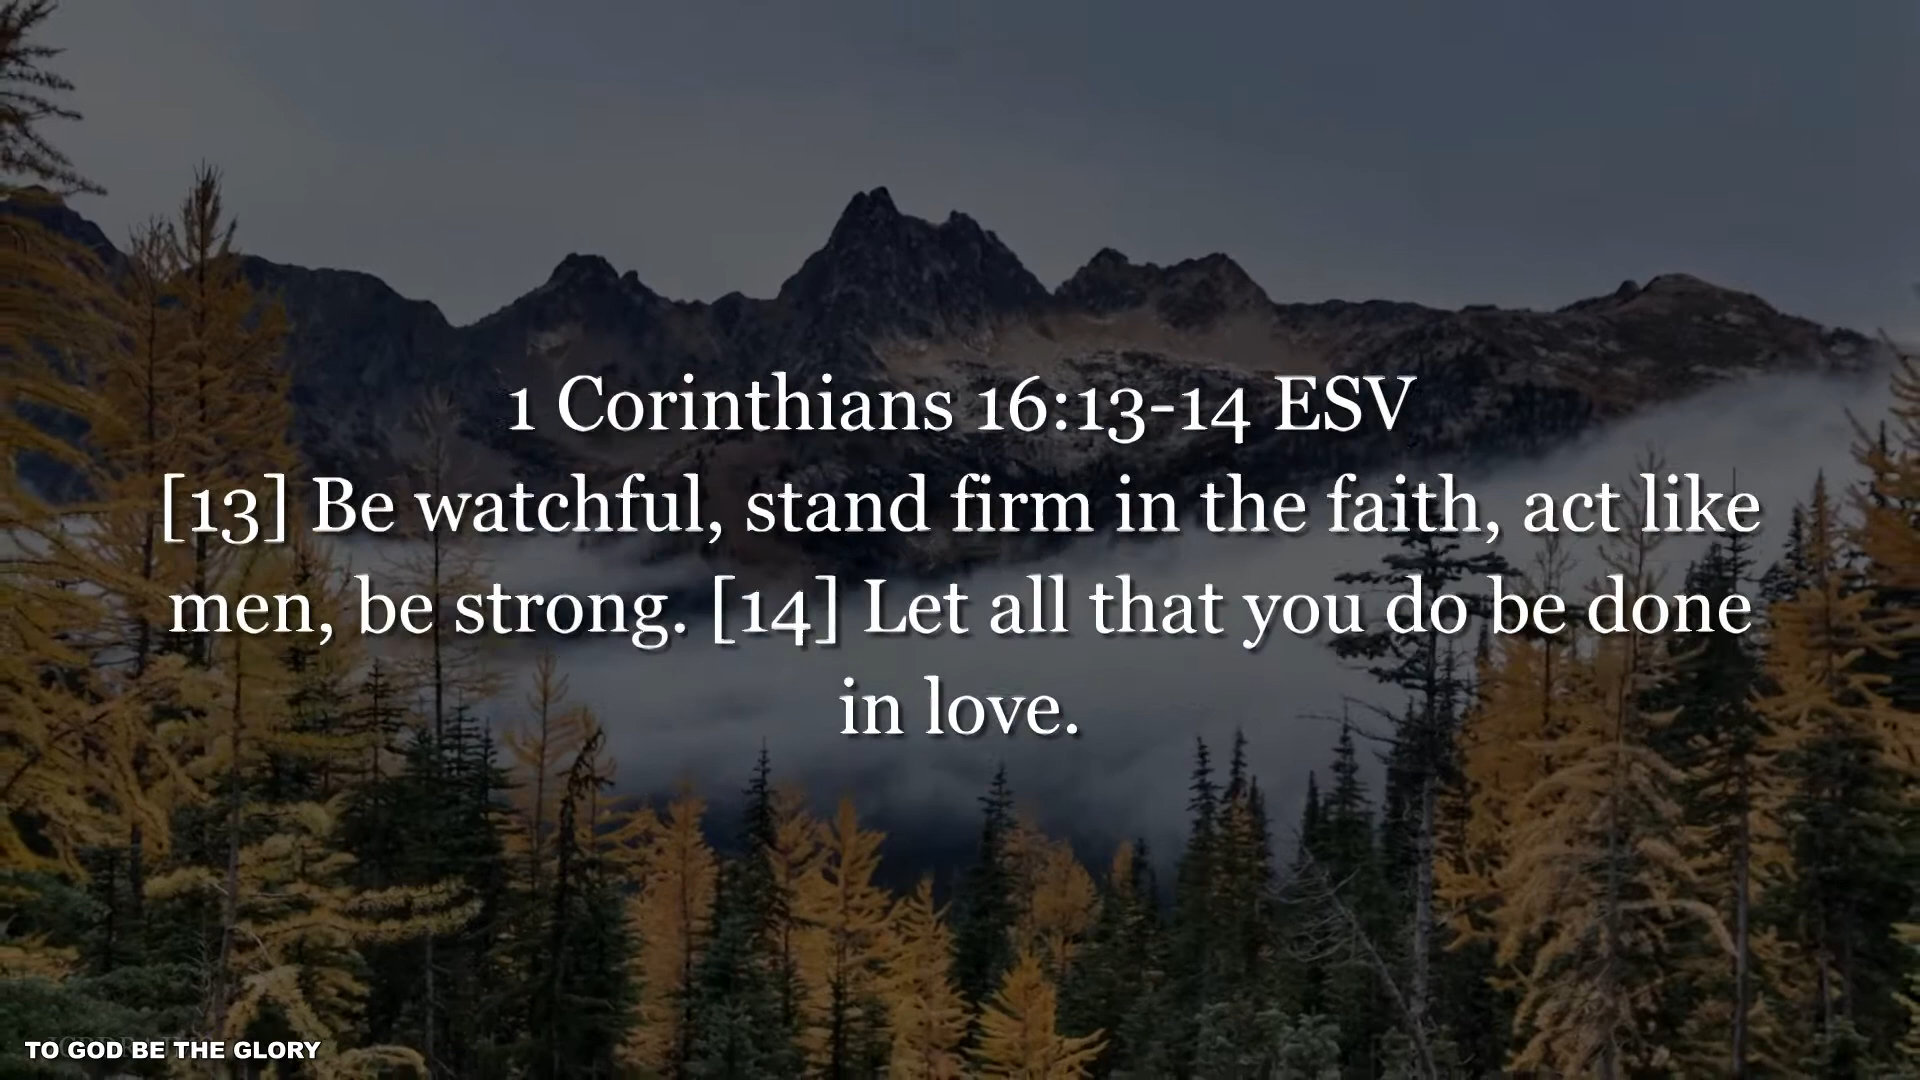 1 Corinthians 16:13-14 ESV
[13] Be watchful, stand firm in the faith, act like
men, be strong. [14] Let all that you do be done
in love.
TO GOD BE THE GLORY